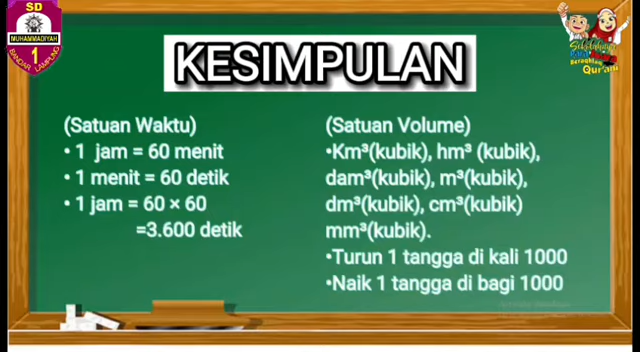 SD
MUHAMMADIYAH
1
BANDAR LAMPUNG
KESIMPULAN
(Satuan Waktu)
• 1 jam = 60 menit
• 1 menit = 60 detik
• 1 jam = 60 × 60
=3.600 detik
(Satuan Volume)
•Km³(kubik), hm³ (kubik),
dam³(kubik), m³(kubik),
dm³(kubik), cm³(kubik)
mm³(kubik).
•Turun 1 tangga di kali 1000
•Naik 1 tangga di bagi 1000